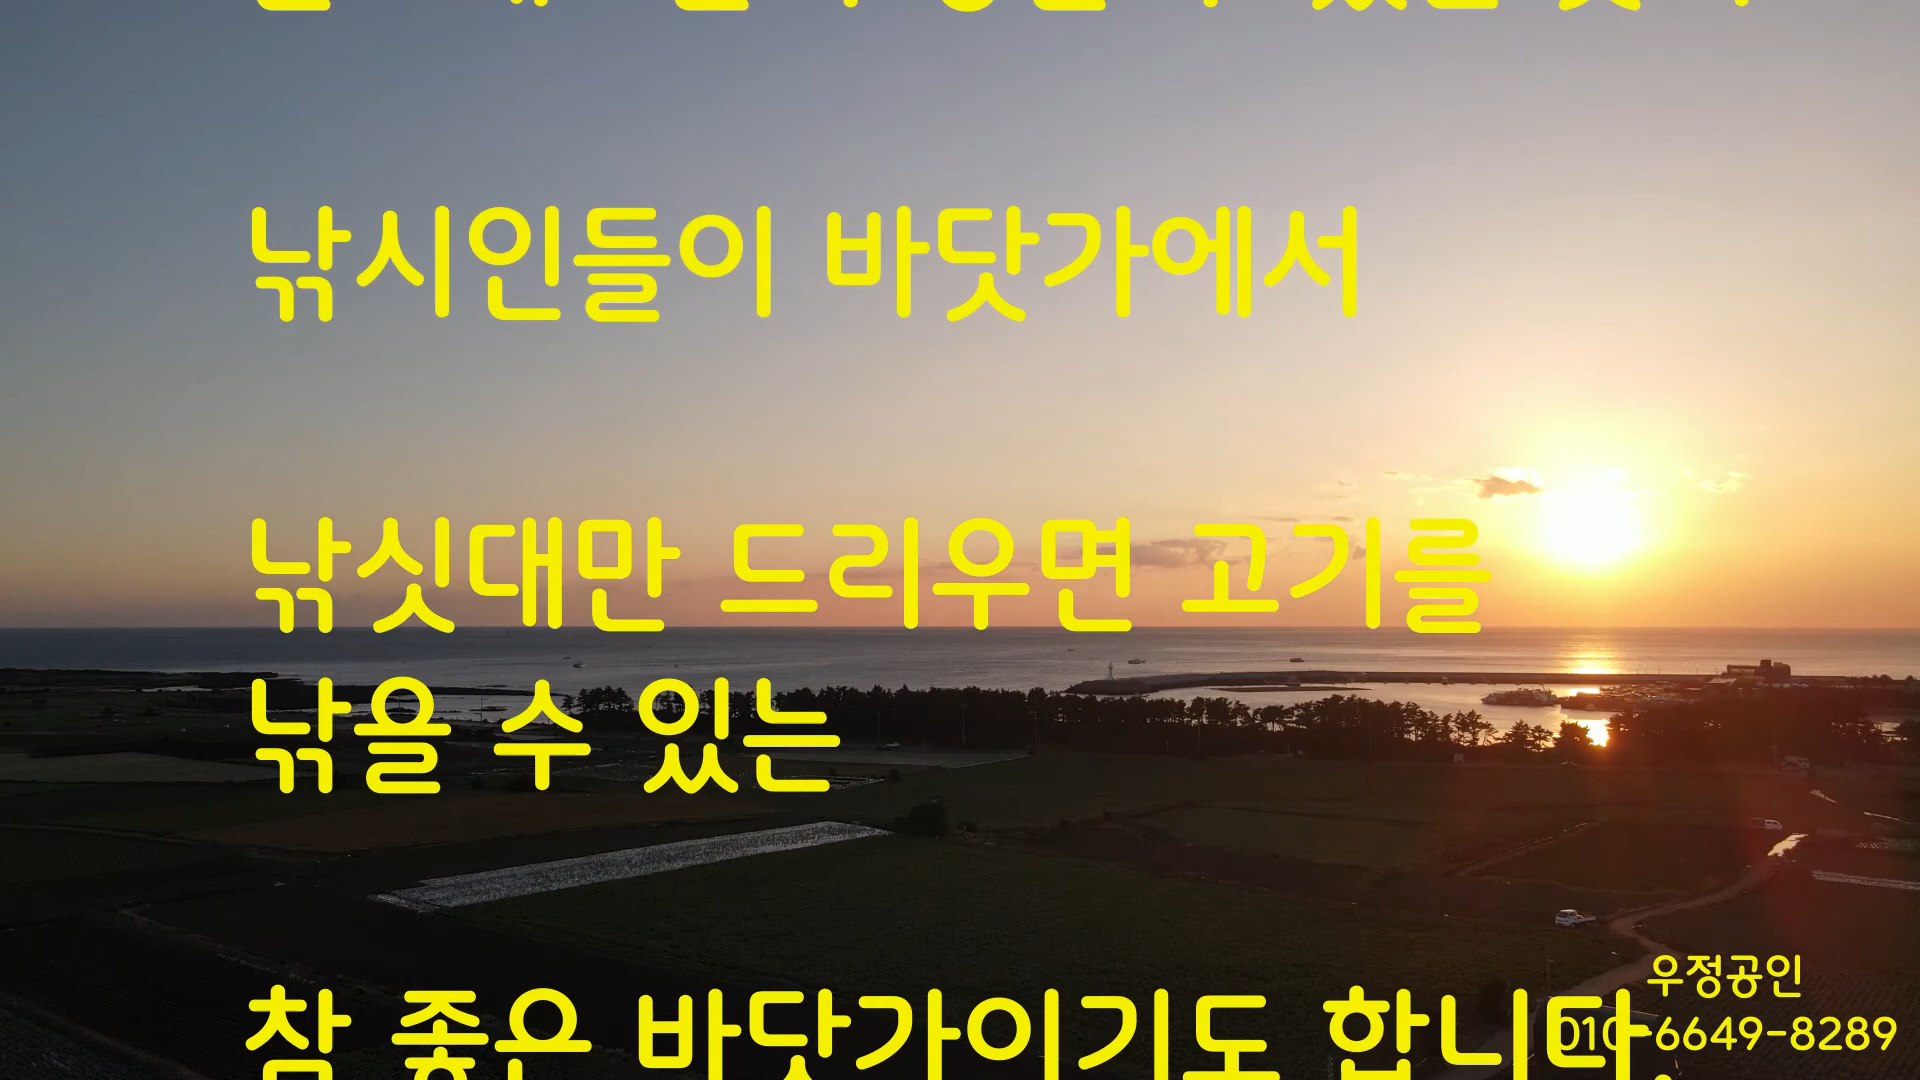 낚시인들이 바닷가에서
낚싯대만 드리우면 고기를
낚을 수 있는
참 좋은 바닷가이기도 합니다.
우정공인
010-6649-8289